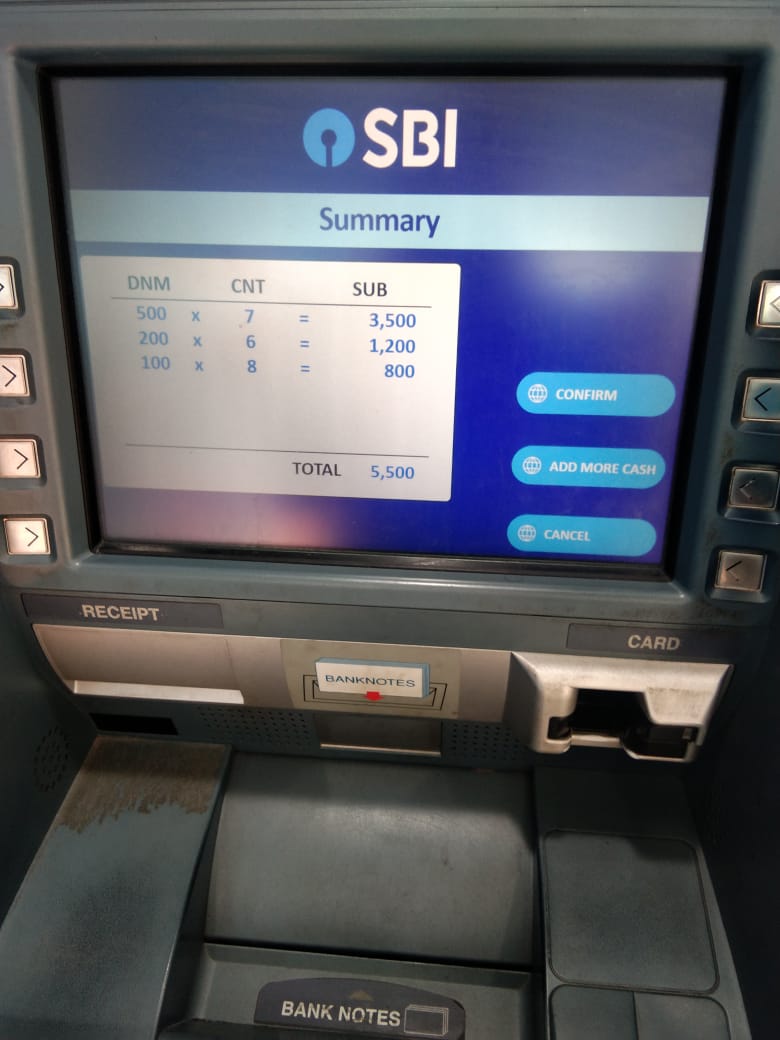 SBI
Summary
DNM CNT SUB
500 x 7 = 3,500
200 x 6 = 1,200
100 x 8 = 800
TOTAL 5,500
CONFIRM
ADD MORE CASH
CANCEL
RECEIPT
BANKNOTES
CARD
BANK NOTES